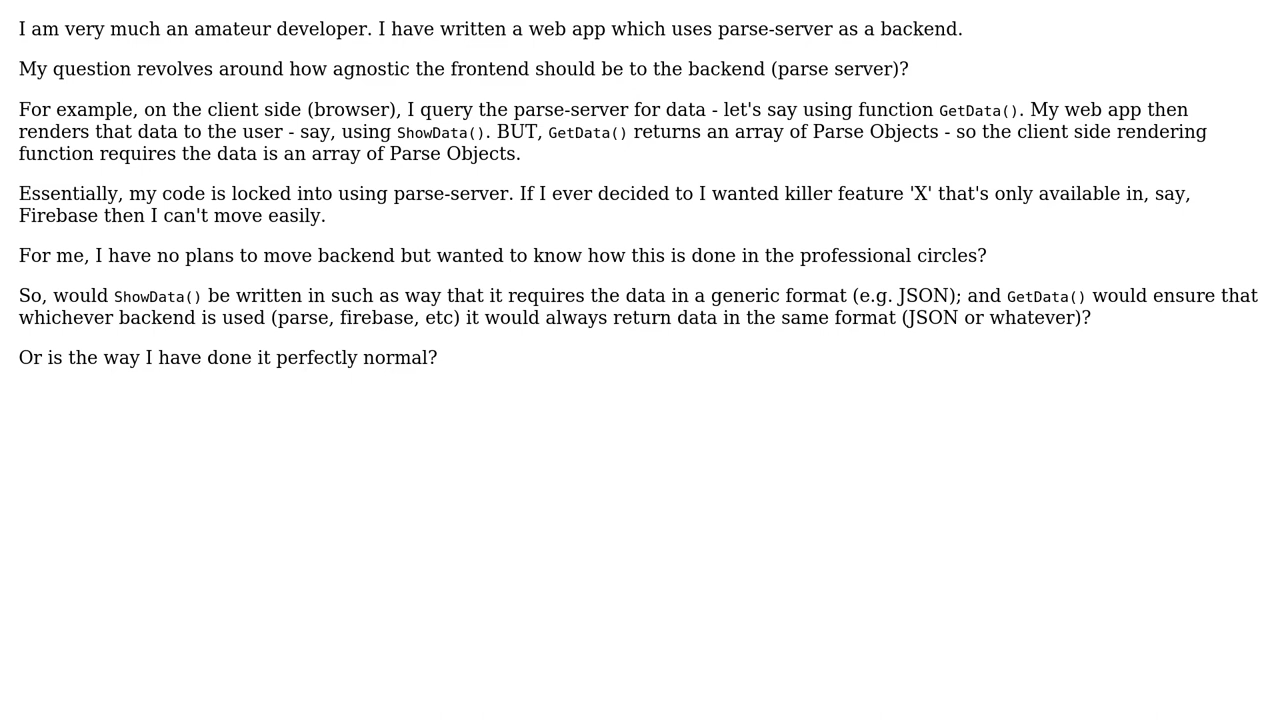 I am very much an amateur developer. I have written a web app which uses parse-server as a backend.
My question revolves around how agnostic the frontend should be to the backend (parse server)?
For example, on the client side (browser), I query the parse-server for data - let's say using function GetData(). My web app then
renders that data to the user - say, using ShowData(). BUT, GetData() returns an array of Parse Objects - so the client side rendering
function requires the data is an array of Parse Objects.
Essentially, my code is locked into using parse-server. If I ever decided to I wanted killer feature 'X' that's only available in, say,
Firebase then I can't move easily.
For me, I have no plans to move backend but wanted to know how this is done in the professional circles?
So, would ShowData() be written in such as way that it requires the data in a generic format (e.g. JSON); and GetData() would ensure that
whichever backend is used (parse, firebase, etc) it would always return data in the same format (JSON or whatever)?
Or is the way I have done it perfectly normal?